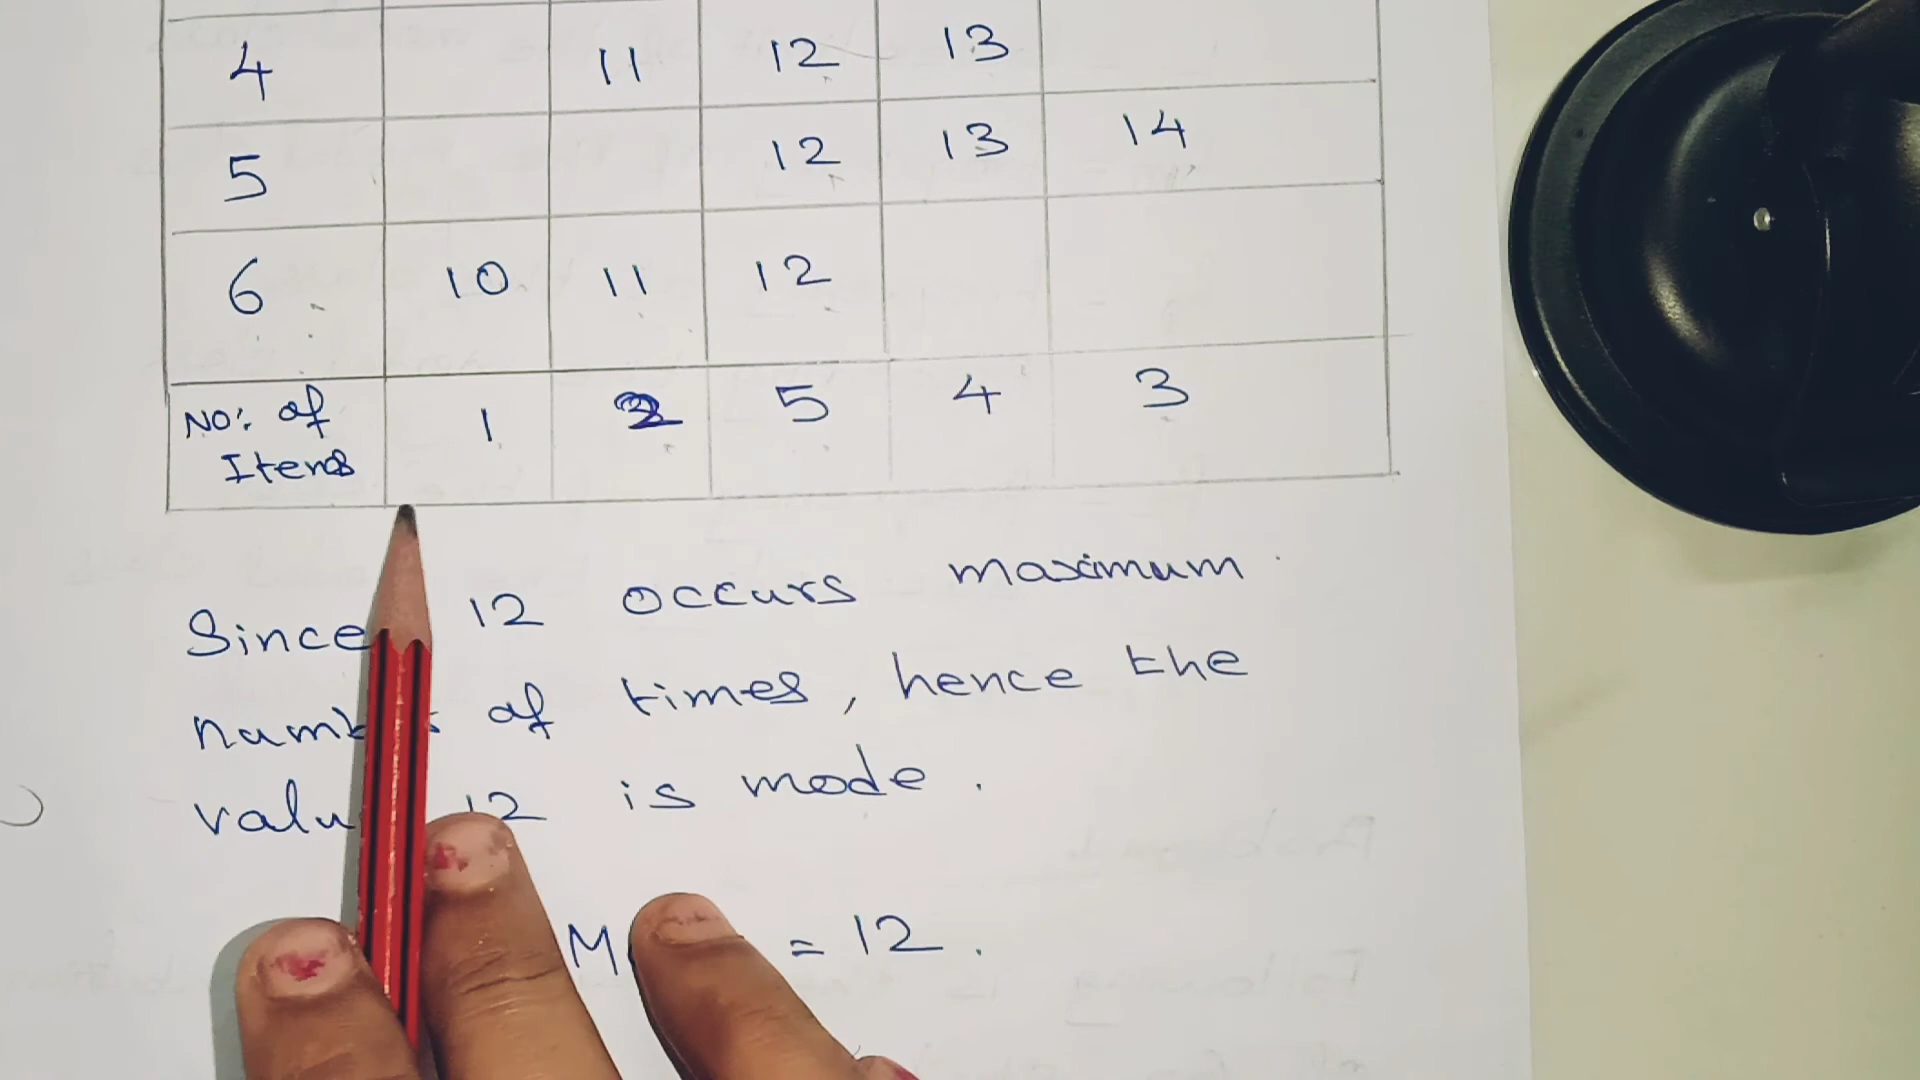 4 11 12 13
5 12 13 14
6 10 11 12
No: of 1 5 4 3
Items
Since 12 occurs maximum
of times, hence the
12 is mode.
= 12.